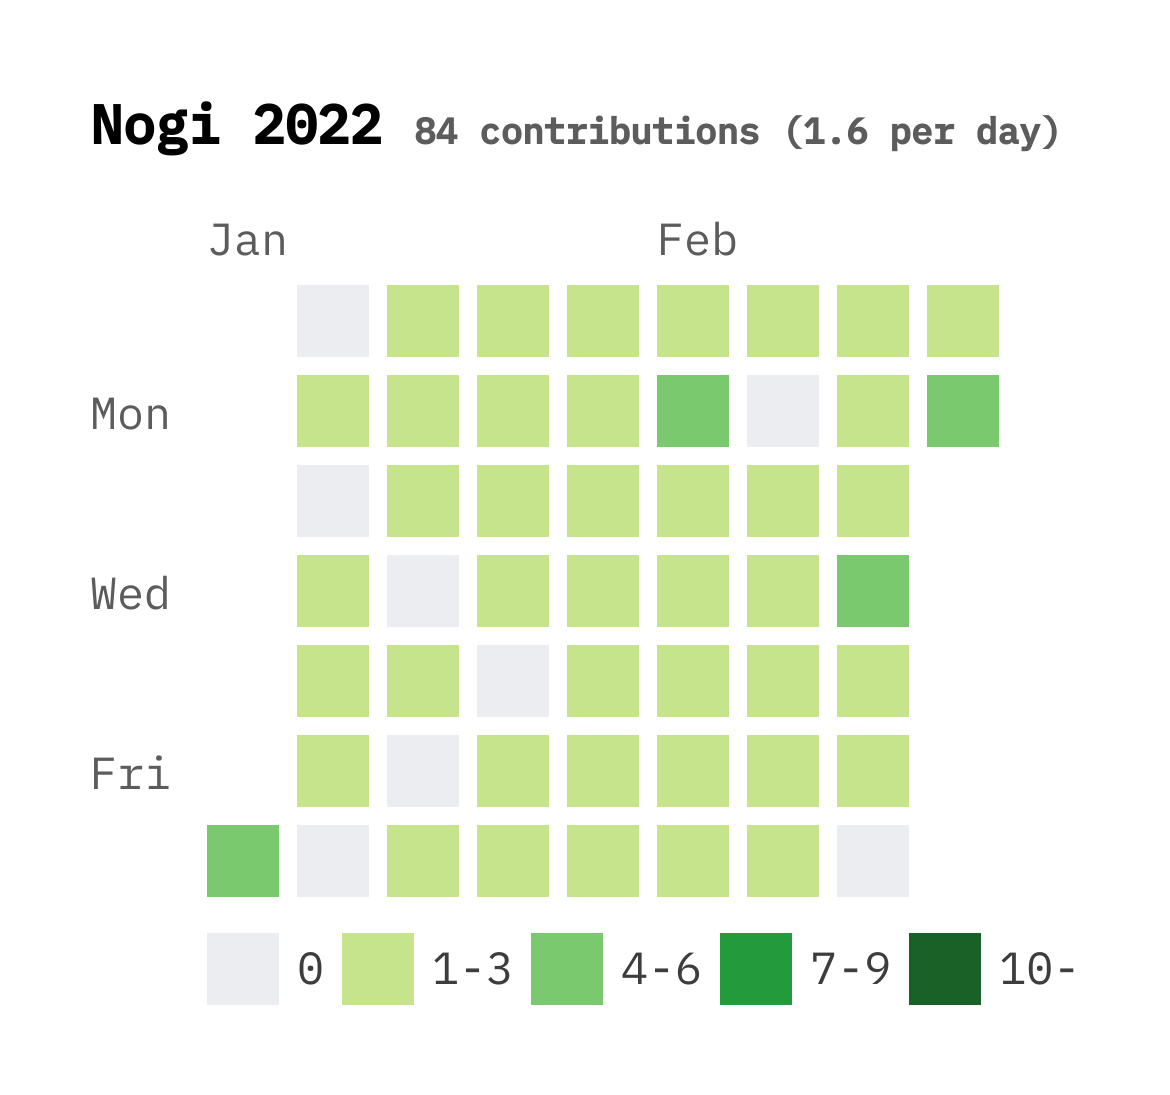 Nogi 2022 84 contributions (1.6 per day)
Jan Feb
Mon
Wed
Fri
0 1-3 4-6 7-9 10-